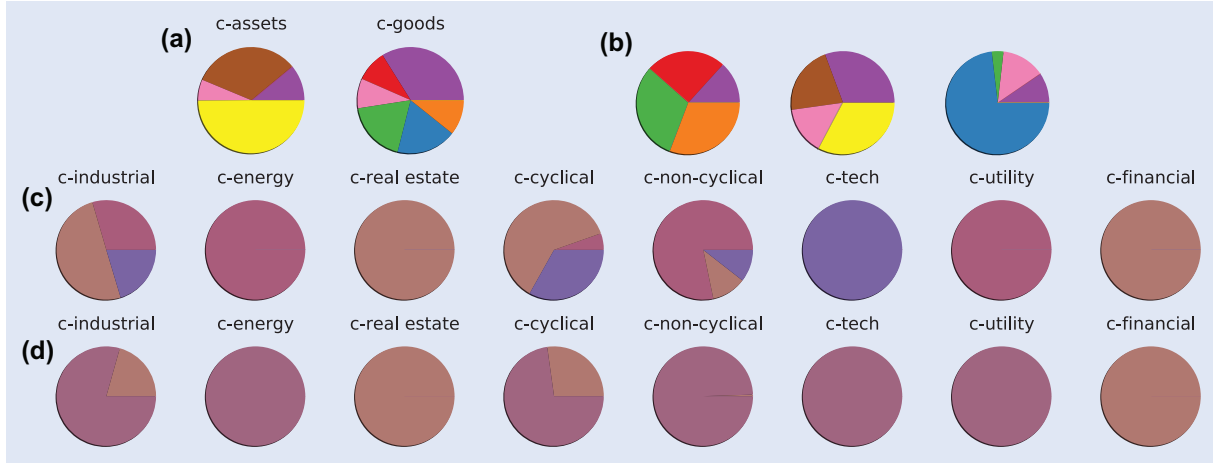 c-assets c-goods
(a) (b)
c-industrial c-energy c-real estate c-cyclical c-non-cyclical c-tech c-utility c-financial
(c)
c-industrial c-energy c-real estate c-cyclical c-non-cyclical c-tech c-utility c-financial
(d)